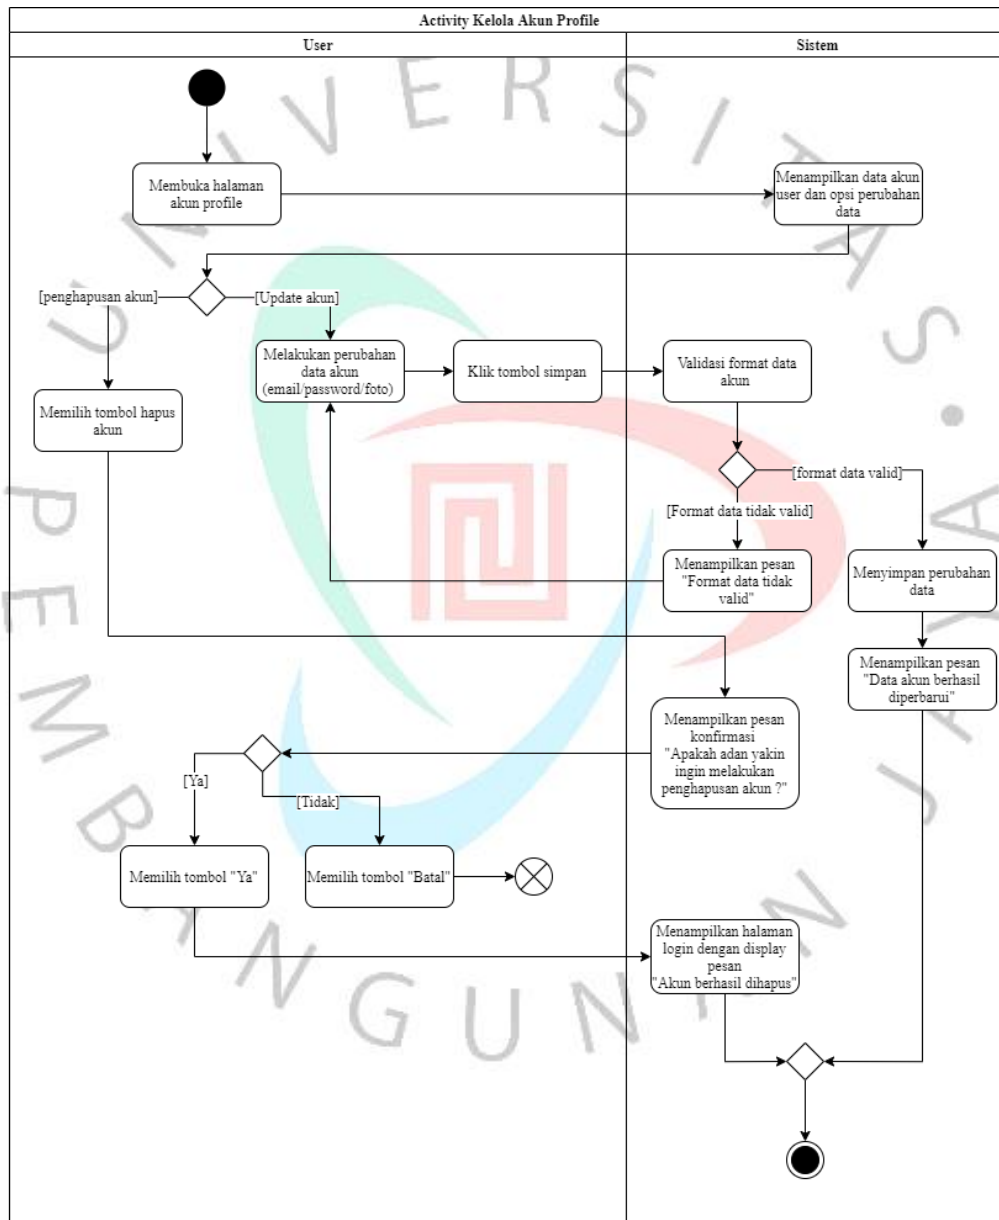 Activity Kelola Akun Profile
User
Sistem
Membuka halaman
akun profile
Menampilkan data akun
user dan opsi perubahan
data
[penghapusan akun]
[Update akun]
Melakukan perubahan
data akun
(email/password/foto)
Klik tombol simpan
Validasi format data
akun
Memilih tombol hapus
akun
[format data valid]
[Format data tidak valid]
Menampilkan pesan
"Format data tidak
valid"
Menyimpan perubahan
data
Menampilkan pesan
"Data akun berhasil
diperbarui"
Menampilkan pesan
konfirmasi
"Apakah adan yakin
ingin melakukan
penghapusan akun ?"
[Ya]
[Tidak]
Memilih tombol "Ya"
Memilih tombol "Batal"
Menampilkan halaman
login dengan display
pesan
"Akun berhasil dihapus"
UNIVERSITAS
PEMBANGUNAN
JAYA